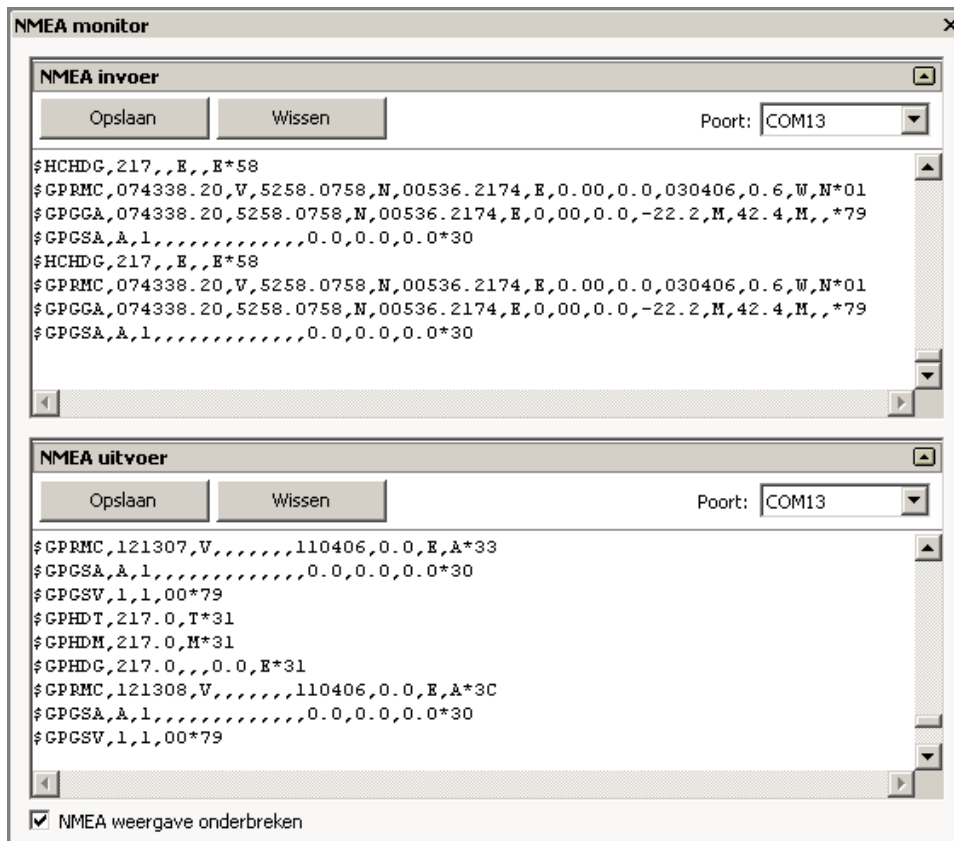 NMEA monitor
NMEA invoer
Opslaan Wissen Poort: COM13
$HCHDG,217,,E,,E*58
$GPRMC,074338.20,V,5258.0758,N,00536.2174,E,0.00,0.0,030406,0.6,W,N*01
$GPGGA,074338.20,5258.0758,N,00536.2174,E,0,00,0.0,-22.2,M,42.4,M,,*79
$GPGSA,A,1,,,,,,,,,,,,,0.0,0.0,0.0*30
$HCHDG,217,,E,,E*58
$GPRMC,074338.20,V,5258.0758,N,00536.2174,E,0.00,0.0,030406,0.6,W,N*01
$GPGGA,074338.20,5258.0758,N,00536.2174,E,0,00,0.0,-22.2,M,42.4,M,,*79
$GPGSA,A,1,,,,,,,,,,,,,0.0,0.0,0.0*30
NMEA uitvoer
Opslaan Wissen Poort: COM13
$GPRMC,121307,V,,,,,,,110406,0.0,E,A*33
$GPGSA,A,1,,,,,,,,,,,,,0.0,0.0,0.0*30
$GPGSV,1,1,00*79
$GPHDT,217.0,T*31
$GPHDM,217.0,M*31
$GPHDG,217.0,,,0.0,E*31
$GPRMC,121308,V,,,,,,,110406,0.0,E,A*3C
$GPGSA,A,1,,,,,,,,,,,,,0.0,0.0,0.0*30
$GPGSV,1,1,00*79
NMEA weergave onderbreken